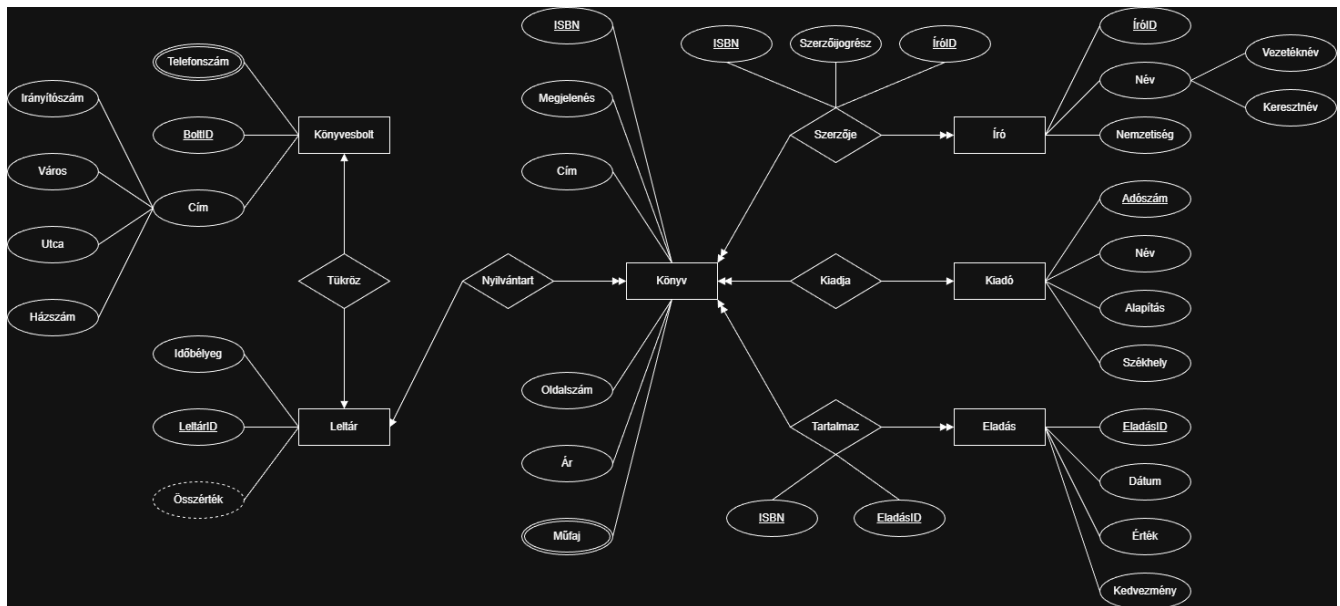 ISBN
Telefonszám
Irányítószám
BoltID
Könyvesbolt
Város
Cím
Utca
Házszám
Tükröz
Időbélyeg
LeltárID
Leltár
Összérték
Nyilvántart
Megjelenés
Cím
Könyv
Oldalszám
Ár
Műfaj
ISBN
Szerzőijogrész
ÍróID
Szerzője
Író
ÍróID
Név
Vezetéknév
Keresztnév
Nemzetiség
Kiadja
Kiadó
Adószám
Név
Alapítás
Székhely
Tartalmaz
ISBN
EladásID
Eladás
EladásID
Dátum
Érték
Kedvezmény